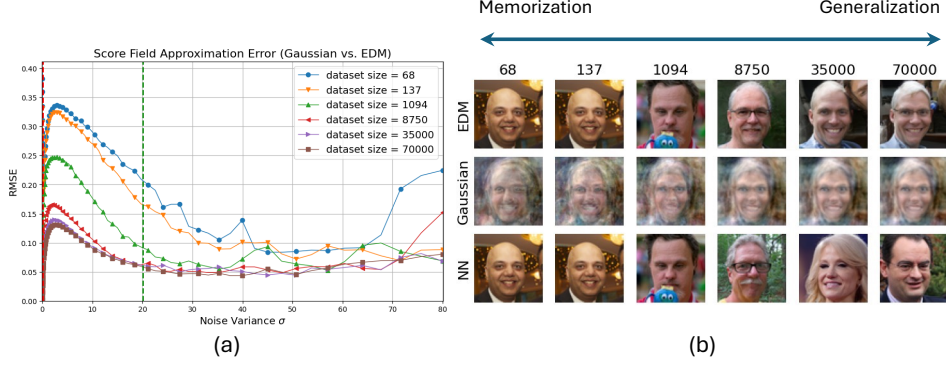 Memorization
Generalization
Score Field Approximation Error (Gaussian vs. EDM)
0.40
0.35
0.30
0.25
0.20
0.15
0.10
0.05
0.00
RMSE
dataset size = 68
dataset size = 137
dataset size = 1094
dataset size = 8750
dataset size = 35000
dataset size = 70000
0 10 20 30 40 50 60 70 80
Noise Variance σ
(a)
68 137 1094 8750 35000 70000
EDM
Gaussian
NN
(b)